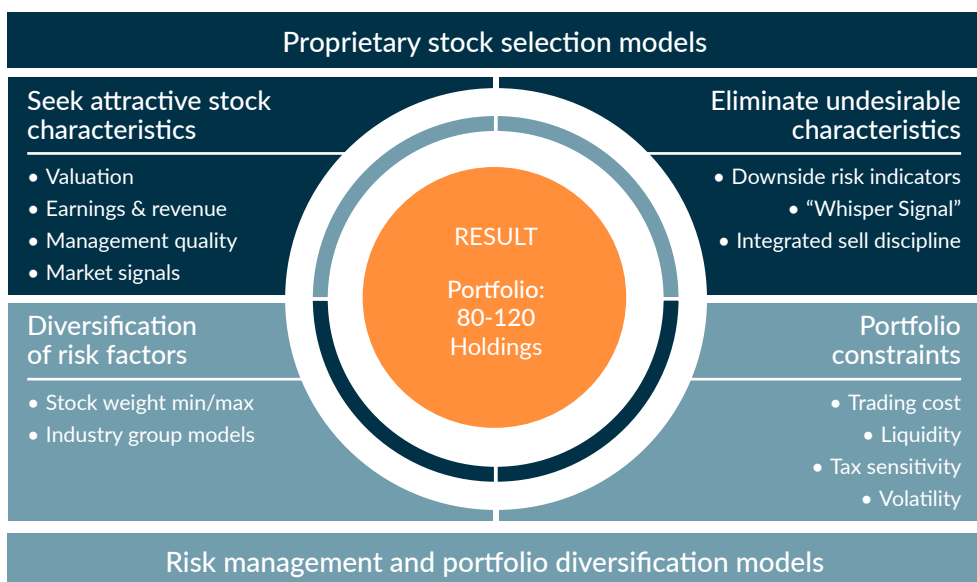 Proprietary stock selection models
Seek attractive stock
characteristics
• Valuation
• Earnings & revenue
• Management quality
• Market signals
Eliminate undesirable
characteristics
• Downside risk indicators
• “Whisper Signal”
• Integrated sell discipline
RESULT
Portfolio:
80-120
Holdings
Diversification
of risk factors
• Stock weight min/max
• Industry group models
Portfolio
constraints
• Trading cost
• Liquidity
• Tax sensitivity
• Volatility
Risk management and portfolio diversification models